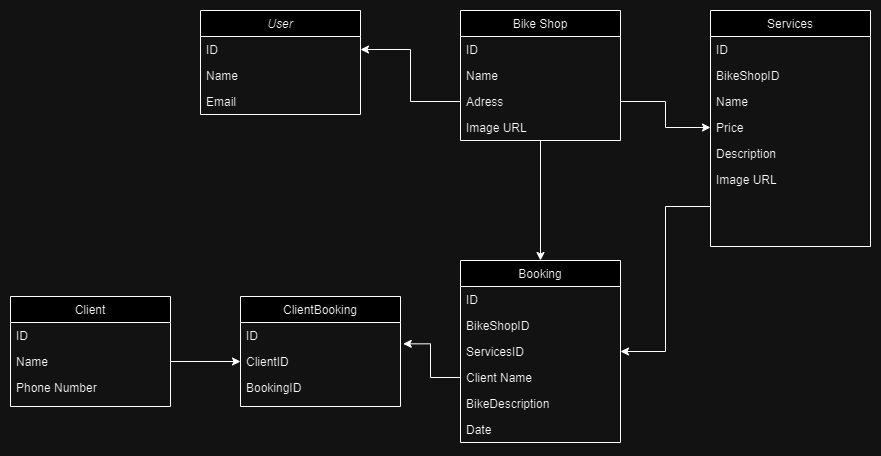 User
ID
Name
Email
Bike Shop
ID
Name
Adress
Image URL
Services
ID
BikeShopID
Name
Price
Description
Image URL
Client
ID
Name
Phone Number
ClientBooking
ID
ClientID
BookingID
Booking
ID
BikeShopID
ServicesID
Client Name
BikeDescription
Date